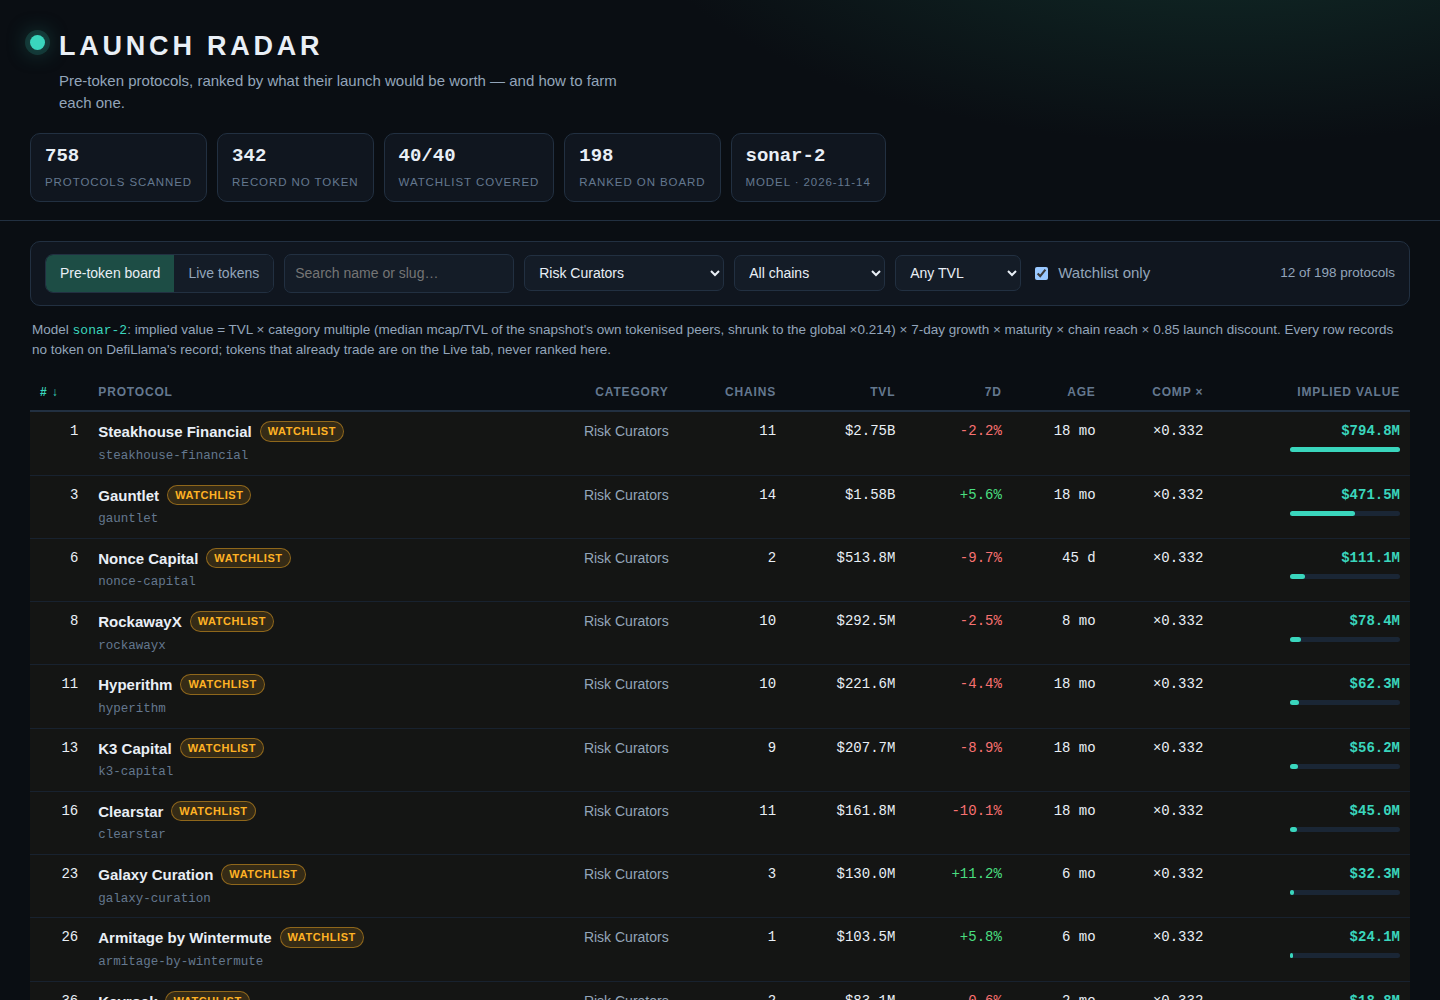 LAUNCH RADAR
Pre-token protocols, ranked by what their launch would be worth — and how to farm
each one.
758
PROTOCOLS SCANNED
342
RECORD NO TOKEN
40/40
WATCHLIST COVERED
198
RANKED ON BOARD
sonar-2
MODEL · 2026-11-14
Pre-token board Live tokens Search name or slug… Risk Curators All chains Any TVL Watchlist only 12 of 198 protocols
Model sonar-2: implied value = TVL × category multiple (median mcap/TVL of the snapshot's own tokenised peers, shrunk to the global ×0.214) × 7-day growth × maturity × chain reach × 0.85 launch discount. Every row records
no token on DefiLlama's record; tokens that already trade are on the Live tab, never ranked here.
# ↓ PROTOCOL CATEGORY CHAINS TVL 7D AGE COMP × IMPLIED VALUE
1 Steakhouse Financial WATCHLIST Risk Curators 11 $2.75B -2.2% 18 mo ×0.332 $794.8M
steakhouse-financial
3 Gauntlet WATCHLIST Risk Curators 14 $1.58B +5.6% 18 mo ×0.332 $471.5M
gauntlet
6 Nonce Capital WATCHLIST Risk Curators 2 $513.8M -9.7% 45 d ×0.332 $111.1M
nonce-capital
8 RockawayX WATCHLIST Risk Curators 10 $292.5M -2.5% 8 mo ×0.332 $78.4M
rockawayx
11 Hyperithm WATCHLIST Risk Curators 10 $221.6M -4.4% 18 mo ×0.332 $62.3M
hyperithm
13 K3 Capital WATCHLIST Risk Curators 9 $207.7M -8.9% 18 mo ×0.332 $56.2M
k3-capital
16 Clearstar WATCHLIST Risk Curators 11 $161.8M -10.1% 18 mo ×0.332 $45.0M
clearstar
23 Galaxy Curation WATCHLIST Risk Curators 3 $130.0M +11.2% 6 mo ×0.332 $32.3M
galaxy-curation
26 Armitage by Wintermute WATCHLIST Risk Curators 1 $103.5M +5.8% 6 mo ×0.332 $24.1M
armitage-by-wintermute
WATCHLIST Risk Curators